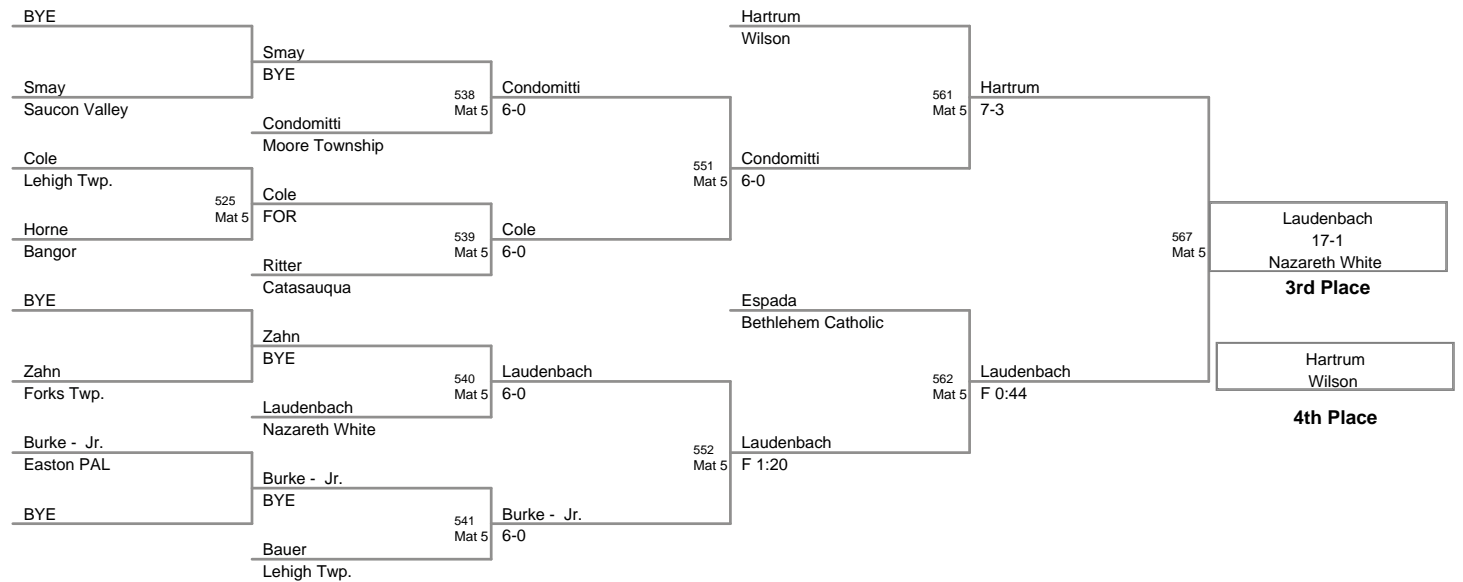 BYE
Smay
Saucon Valley
Cole
Lehigh Twp.
Horne
Bangor
BYE
Zahn
Forks Twp.
Burke - Jr.
Easton PAL
BYE
525
Mat 5
Smay
BYE
Condomitti
Moore Township
Cole
FOR
Ritter
Catasauqua
Zahn
BYE
Laudenbach
Nazareth White
Burke - Jr.
BYE
Bauer
Lehigh Twp.
538
Mat 5
539
Mat 5
540
Mat 5
541
Mat 5
Condomitti
6-0
Cole
6-0
Laudenbach
6-0
Burke - Jr.
6-0
551
Mat 5
552
Mat 5
Hartrum
Wilson
Condomitti
6-0
Espada
Bethlehem Catholic
Laudenbach
F 1:20
561
Mat 5
562
Mat 5
Hartrum
7-3
Laudenbach
F 0:44
567
Mat 5
Laudenbach
17-1
Nazareth White
3rd Place
Hartrum
Wilson
4th Place